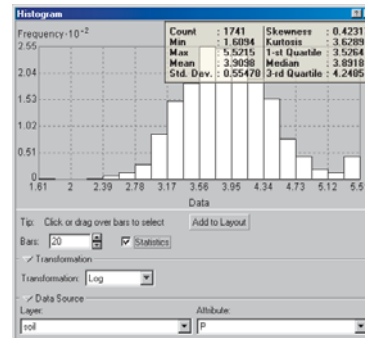 Histogram
Frequency·10⁻²
Count : 1741 Skewness : 0.4231
Min : 1.6094 Kurtosis : 3.6289
Max : 5.5215 1-st Quartile : 3.5264
Mean : 3.9098 Median : 3.8918
Std. Dev. : 0.55478 3-rd Quartile : 4.2485
2.55
2.04
1.53
1.02
0.51
0
1.61 2 2.39 2.78 3.17 3.56 3.95 4.34 4.73 5.12 5.5
Data
Tip: Click or drag over bars to select Add to Layout
Bars: 20 Statistics
Transformation
Transformation: Log
Data Source
Layer: Attribute:
soil P